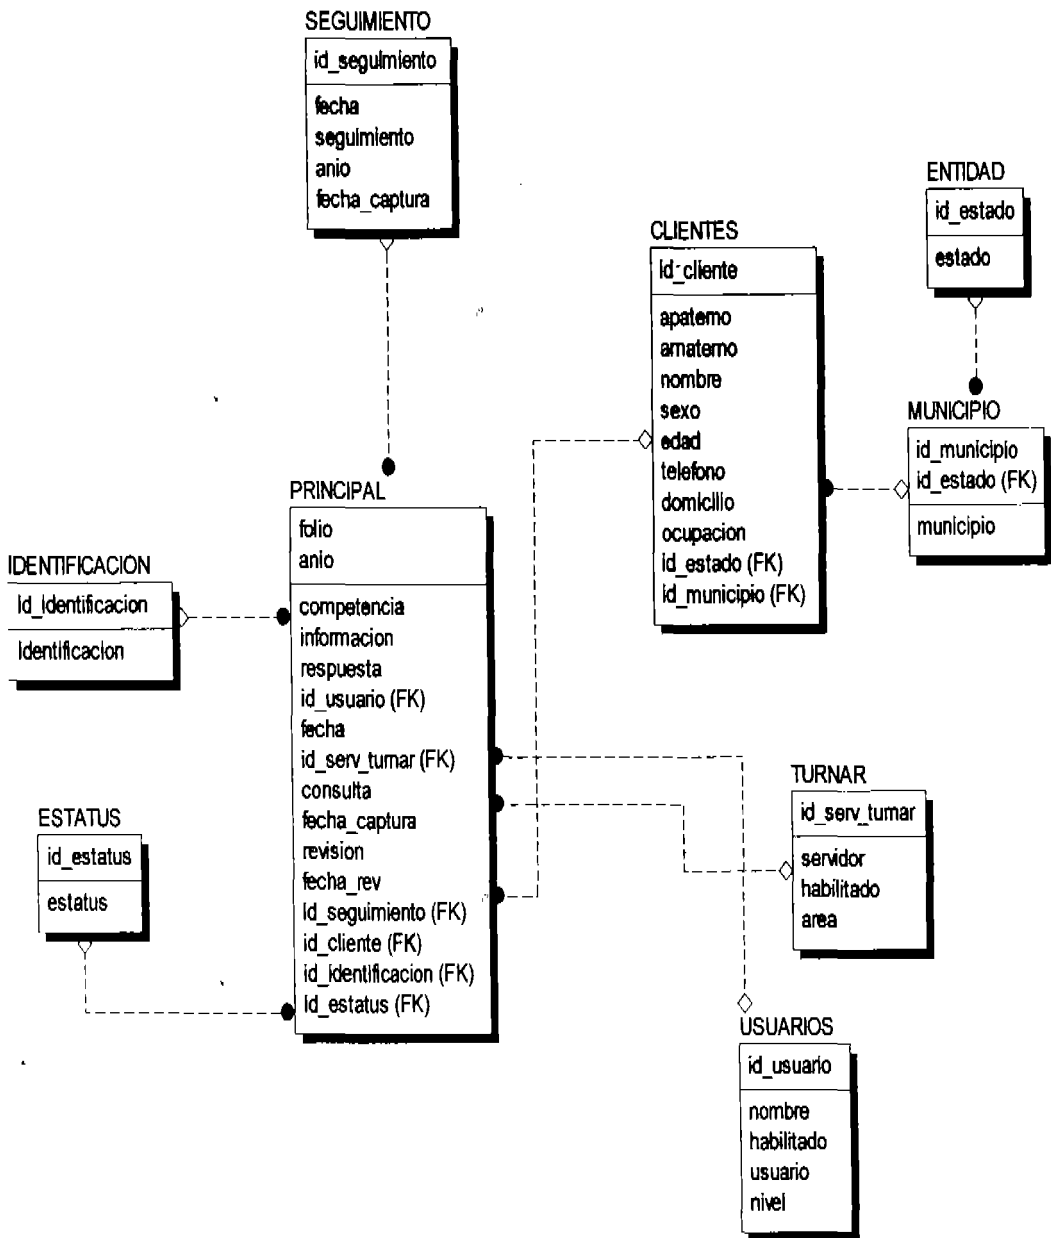 SEGUIMIENTO
id_seguimiento
fecha
seguimiento
anio
fecha_captura
ENTIDAD
id_estado
estado
CLIENTES
id_cliente
apaterno
amaterno
nombre
sexo
edad
telefono
domicilio
ocupacion
id_estado (FK)
id_municipio (FK)
MUNICIPIO
id_municipio
id_estado (FK)
municipio
PRINCIPAL
folio
anio
competencia
informacion
respuesta
id_usuario (FK)
fecha
id_serv_turnar (FK)
consulta
fecha_captura
revision
fecha_rev
id_seguimiento (FK)
id_cliente (FK)
id_identificacion (FK)
id_estatus (FK)
IDENTIFICACION
id_identificacion
identificacion
ESTATUS
id_estatus
estatus
TURNAR
id_serv_turnar
servidor
habilitado
area
USUARIOS
id_usuario
nombre
habilitado
usuario
nivel